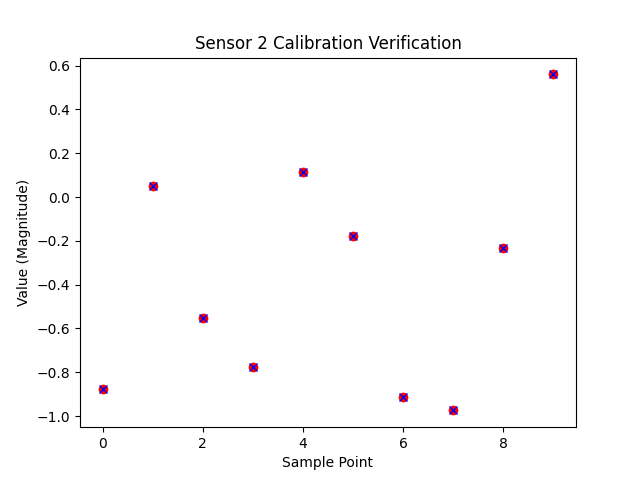 Sensor 2 Calibration Verification
0.6
0.4
0.2
0.0
−0.2
−0.4
−0.6
−0.8
−1.0
Value (Magnitude)
0 2 4 6 8
Sample Point